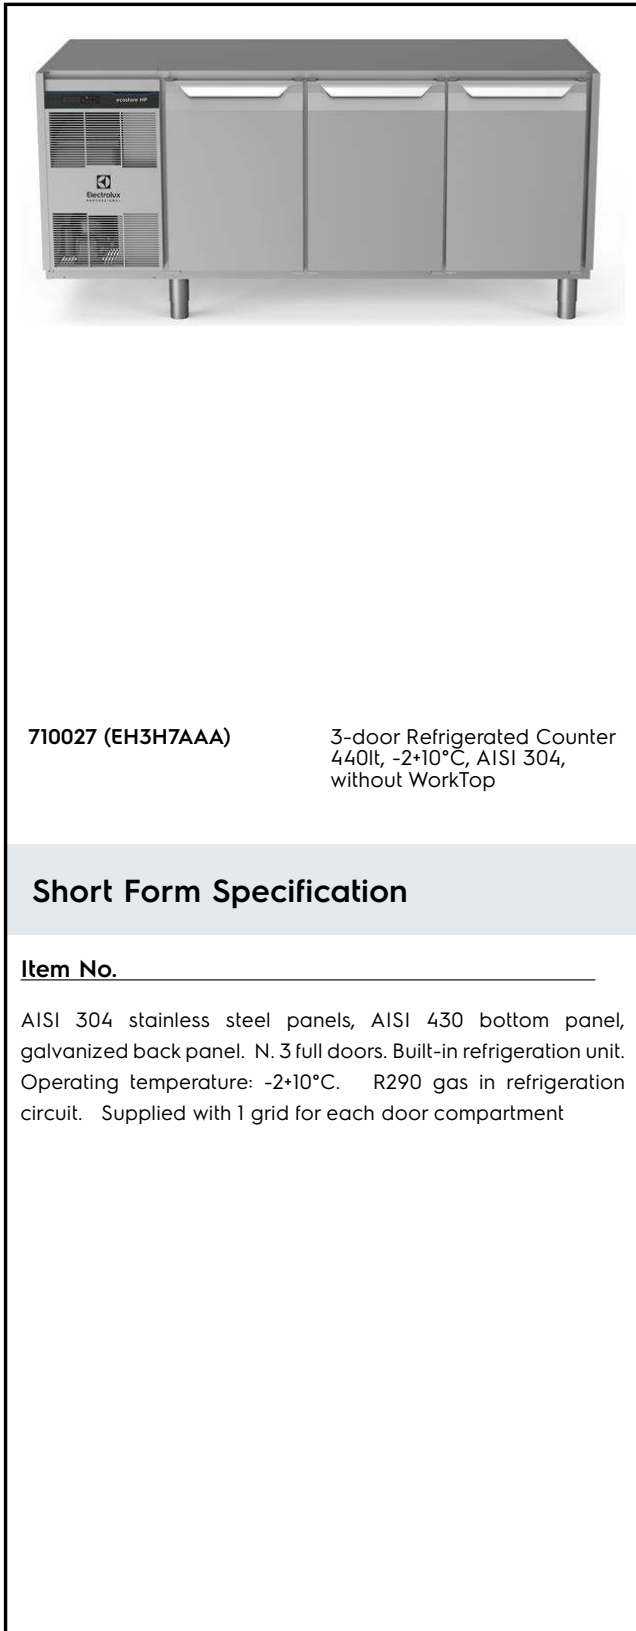 ecostore HP
Electrolux
PROFESSIONAL
710027 (EH3H7AAA)
3-door Refrigerated Counter
440lt, -2+10°C, AISI 304,
without WorkTop
Short Form Specification
Item No.
AISI 304 stainless steel panels, AISI 430 bottom panel,
galvanized back panel. N. 3 full doors. Built-in refrigeration unit.
Operating temperature: -2+10°C. R290 gas in refrigeration
circuit. Supplied with 1 grid for each door compartment